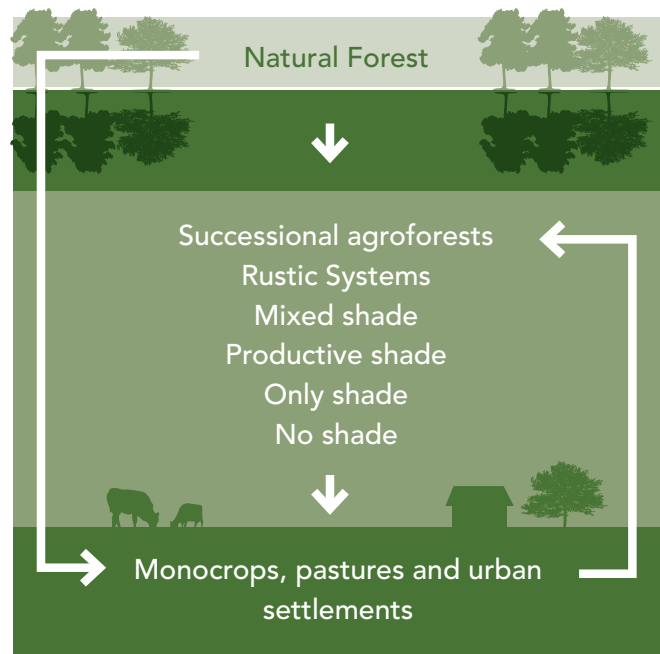 Natural Forest
Successional agroforests
Rustic Systems
Mixed shade
Productive shade
Only shade
No shade
Monocrops, pastures and urban
settlements